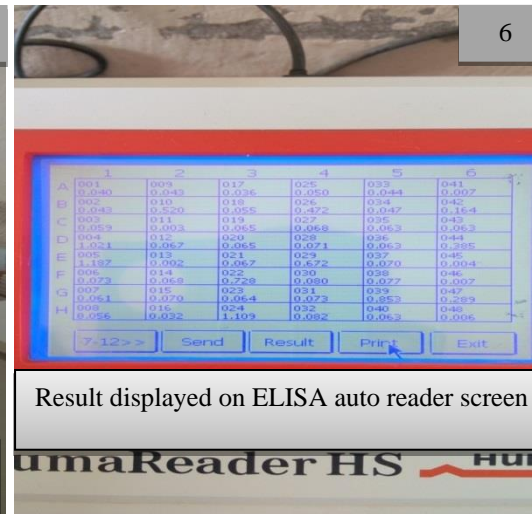 6
1 2 3 4 5 6
A 001 009 017 025 033 041
0.040 0.043 0.036 0.050 0.044 0.007
B 002 010 018 026 034 042
0.043 0.520 0.055 0.472 0.047 0.164
C 003 011 019 027 035 043
0.059 0.003 0.065 0.068 0.063 0.063
D 004 012 020 028 036 044
1.021 0.067 0.065 0.071 0.063 0.385
E 005 013 021 029 037 045
1.187 0.002 0.067 0.672 0.070 0.004
F 006 014 022 030 038 046
0.073 0.068 0.728 0.080 0.077 0.007
G 007 015 023 031 039 047
0.061 0.070 0.064 0.073 0.853 0.289
H 008 016 024 032 040 048
0.056 0.032 1.109 0.082 0.063 0.006
7-12>> Send Result Print Exit
Result displayed on ELISA auto reader screen
umaReader HS Hu